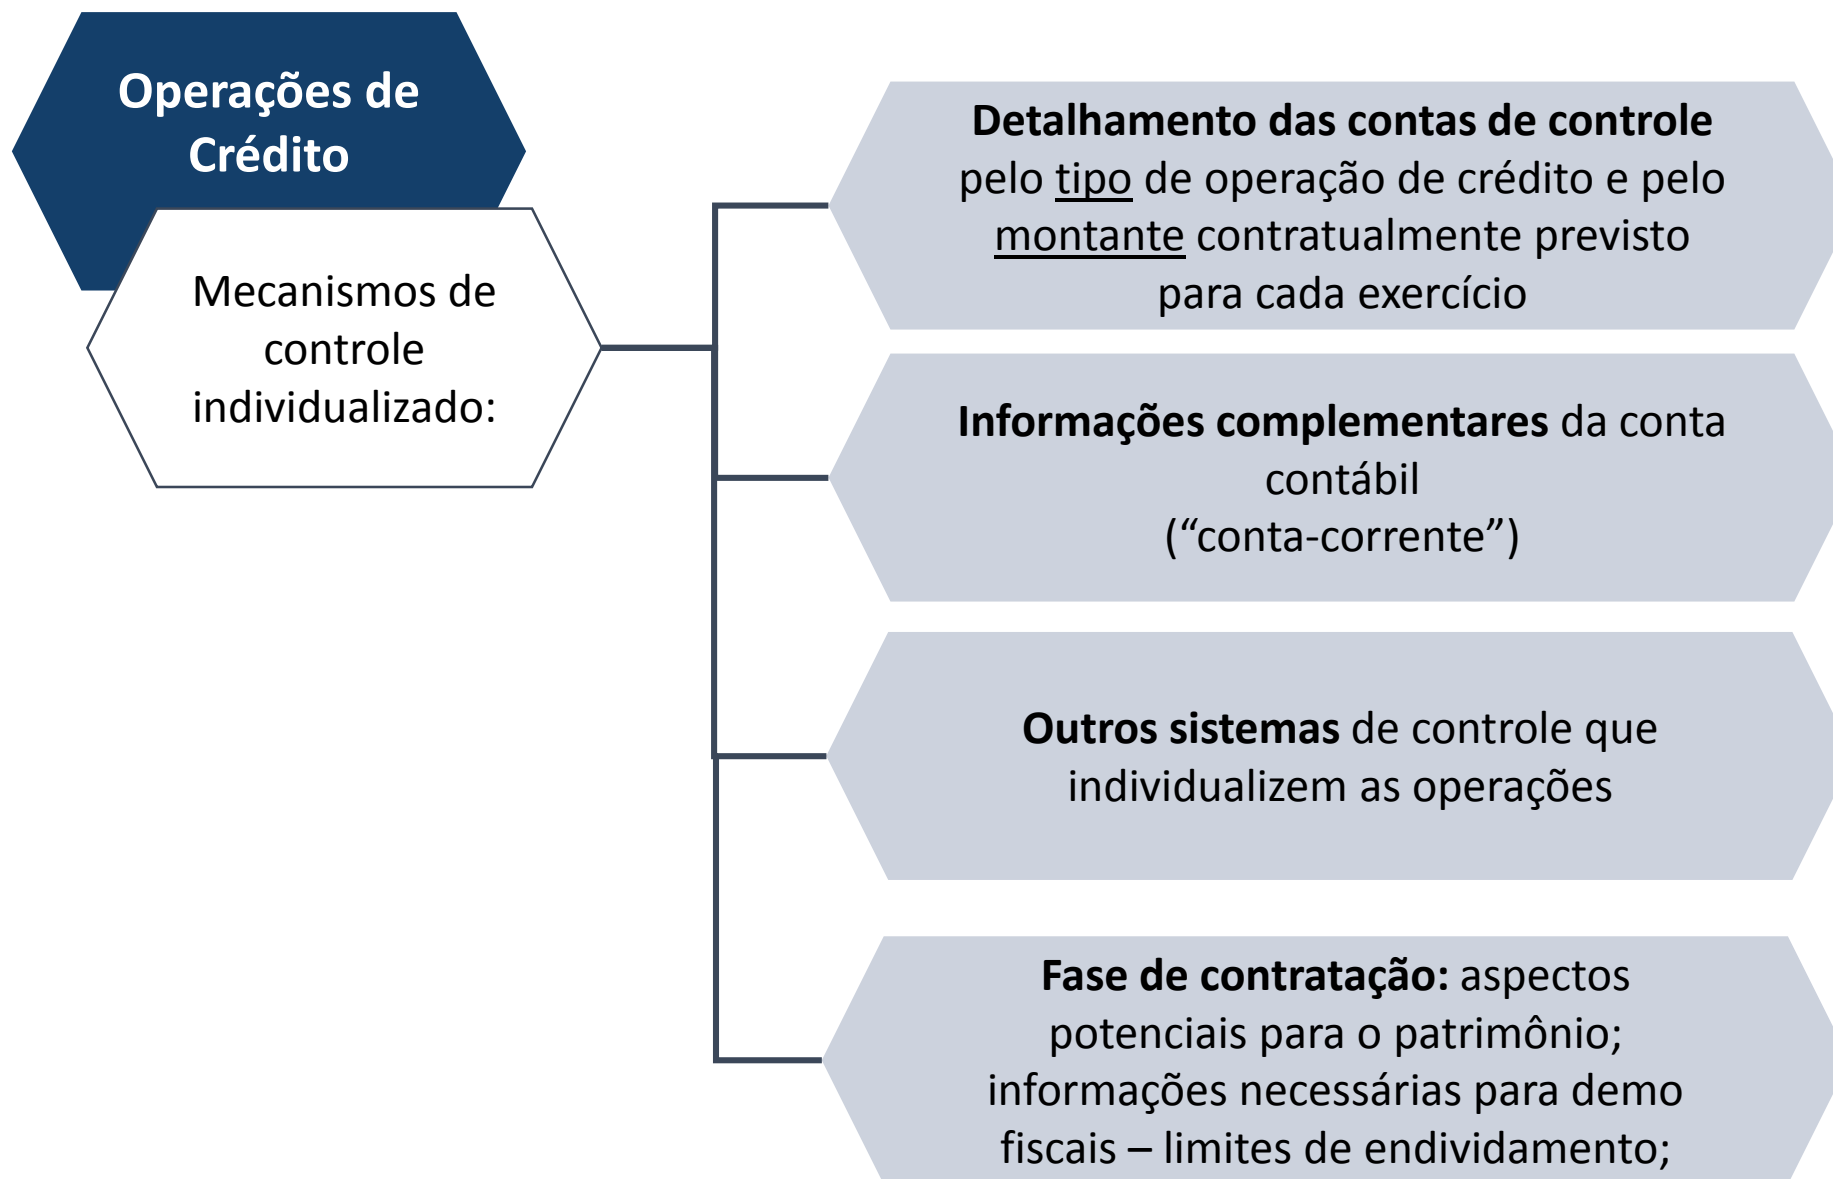 Operações de
Crédito
Mecanismos de
controle
individualizado:
Detalhamento das contas de controle
pelo tipo de operação de crédito e pelo
montante contratualmente previsto
para cada exercício
Informações complementares da conta
contábil
(“conta-corrente”)
Outros sistemas de controle que
individualizem as operações
Fase de contratação: aspectos
potenciais para o patrimônio;
informações necessárias para demo
fiscais – limites de endividamento;